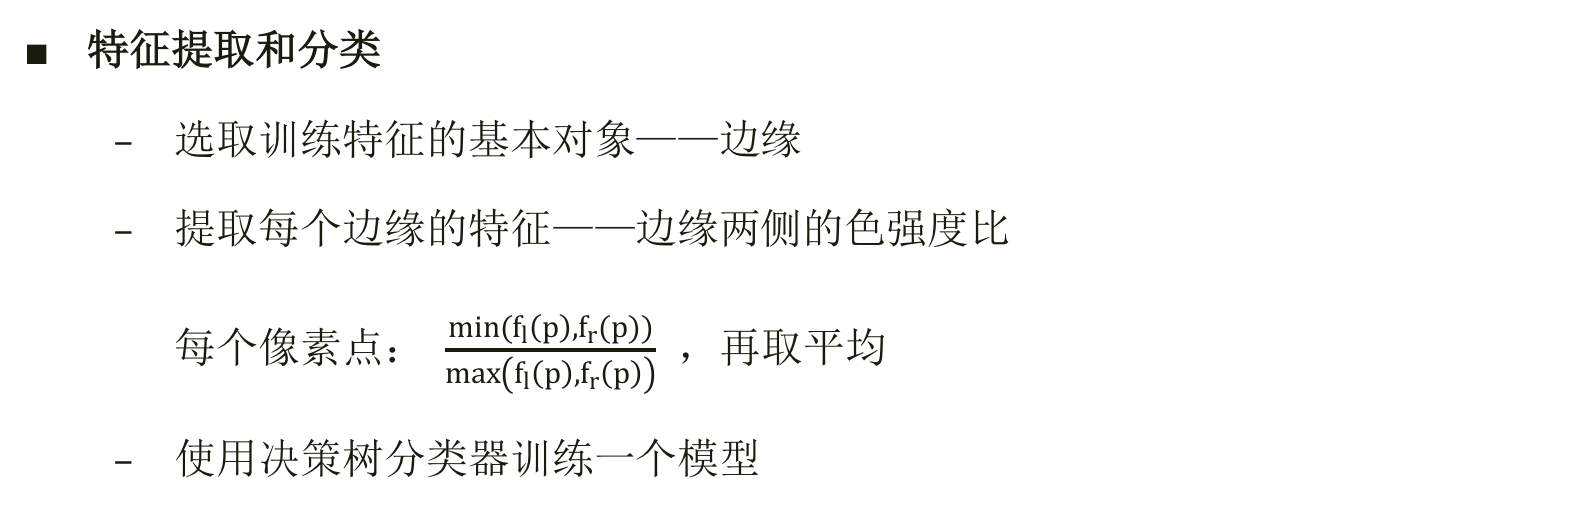 ■ 特征提取和分类
– 选取训练特征的基本对象——边缘
– 提取每个边缘的特征——边缘两侧的色强度比
每个像素点： min(fl(p),fr(p)) / max(fl(p),fr(p)) ，再取平均
– 使用决策树分类器训练一个模型